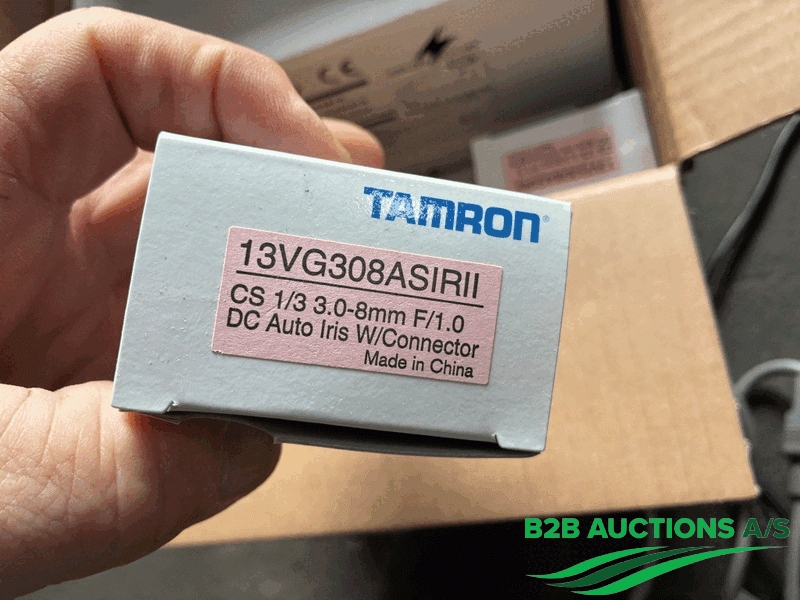 TAMRON®
13VG308ASIRII
CS 1/3 3.0-8mm F/1.0
DC Auto Iris W/Connector
Made in China
CE
B2B AUCTIONS A/S